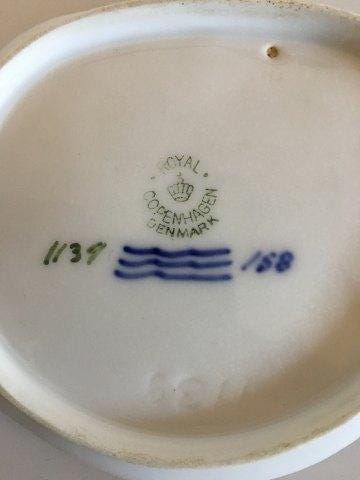 ROYAL
COPENHAGEN
DENMARK
1139 158